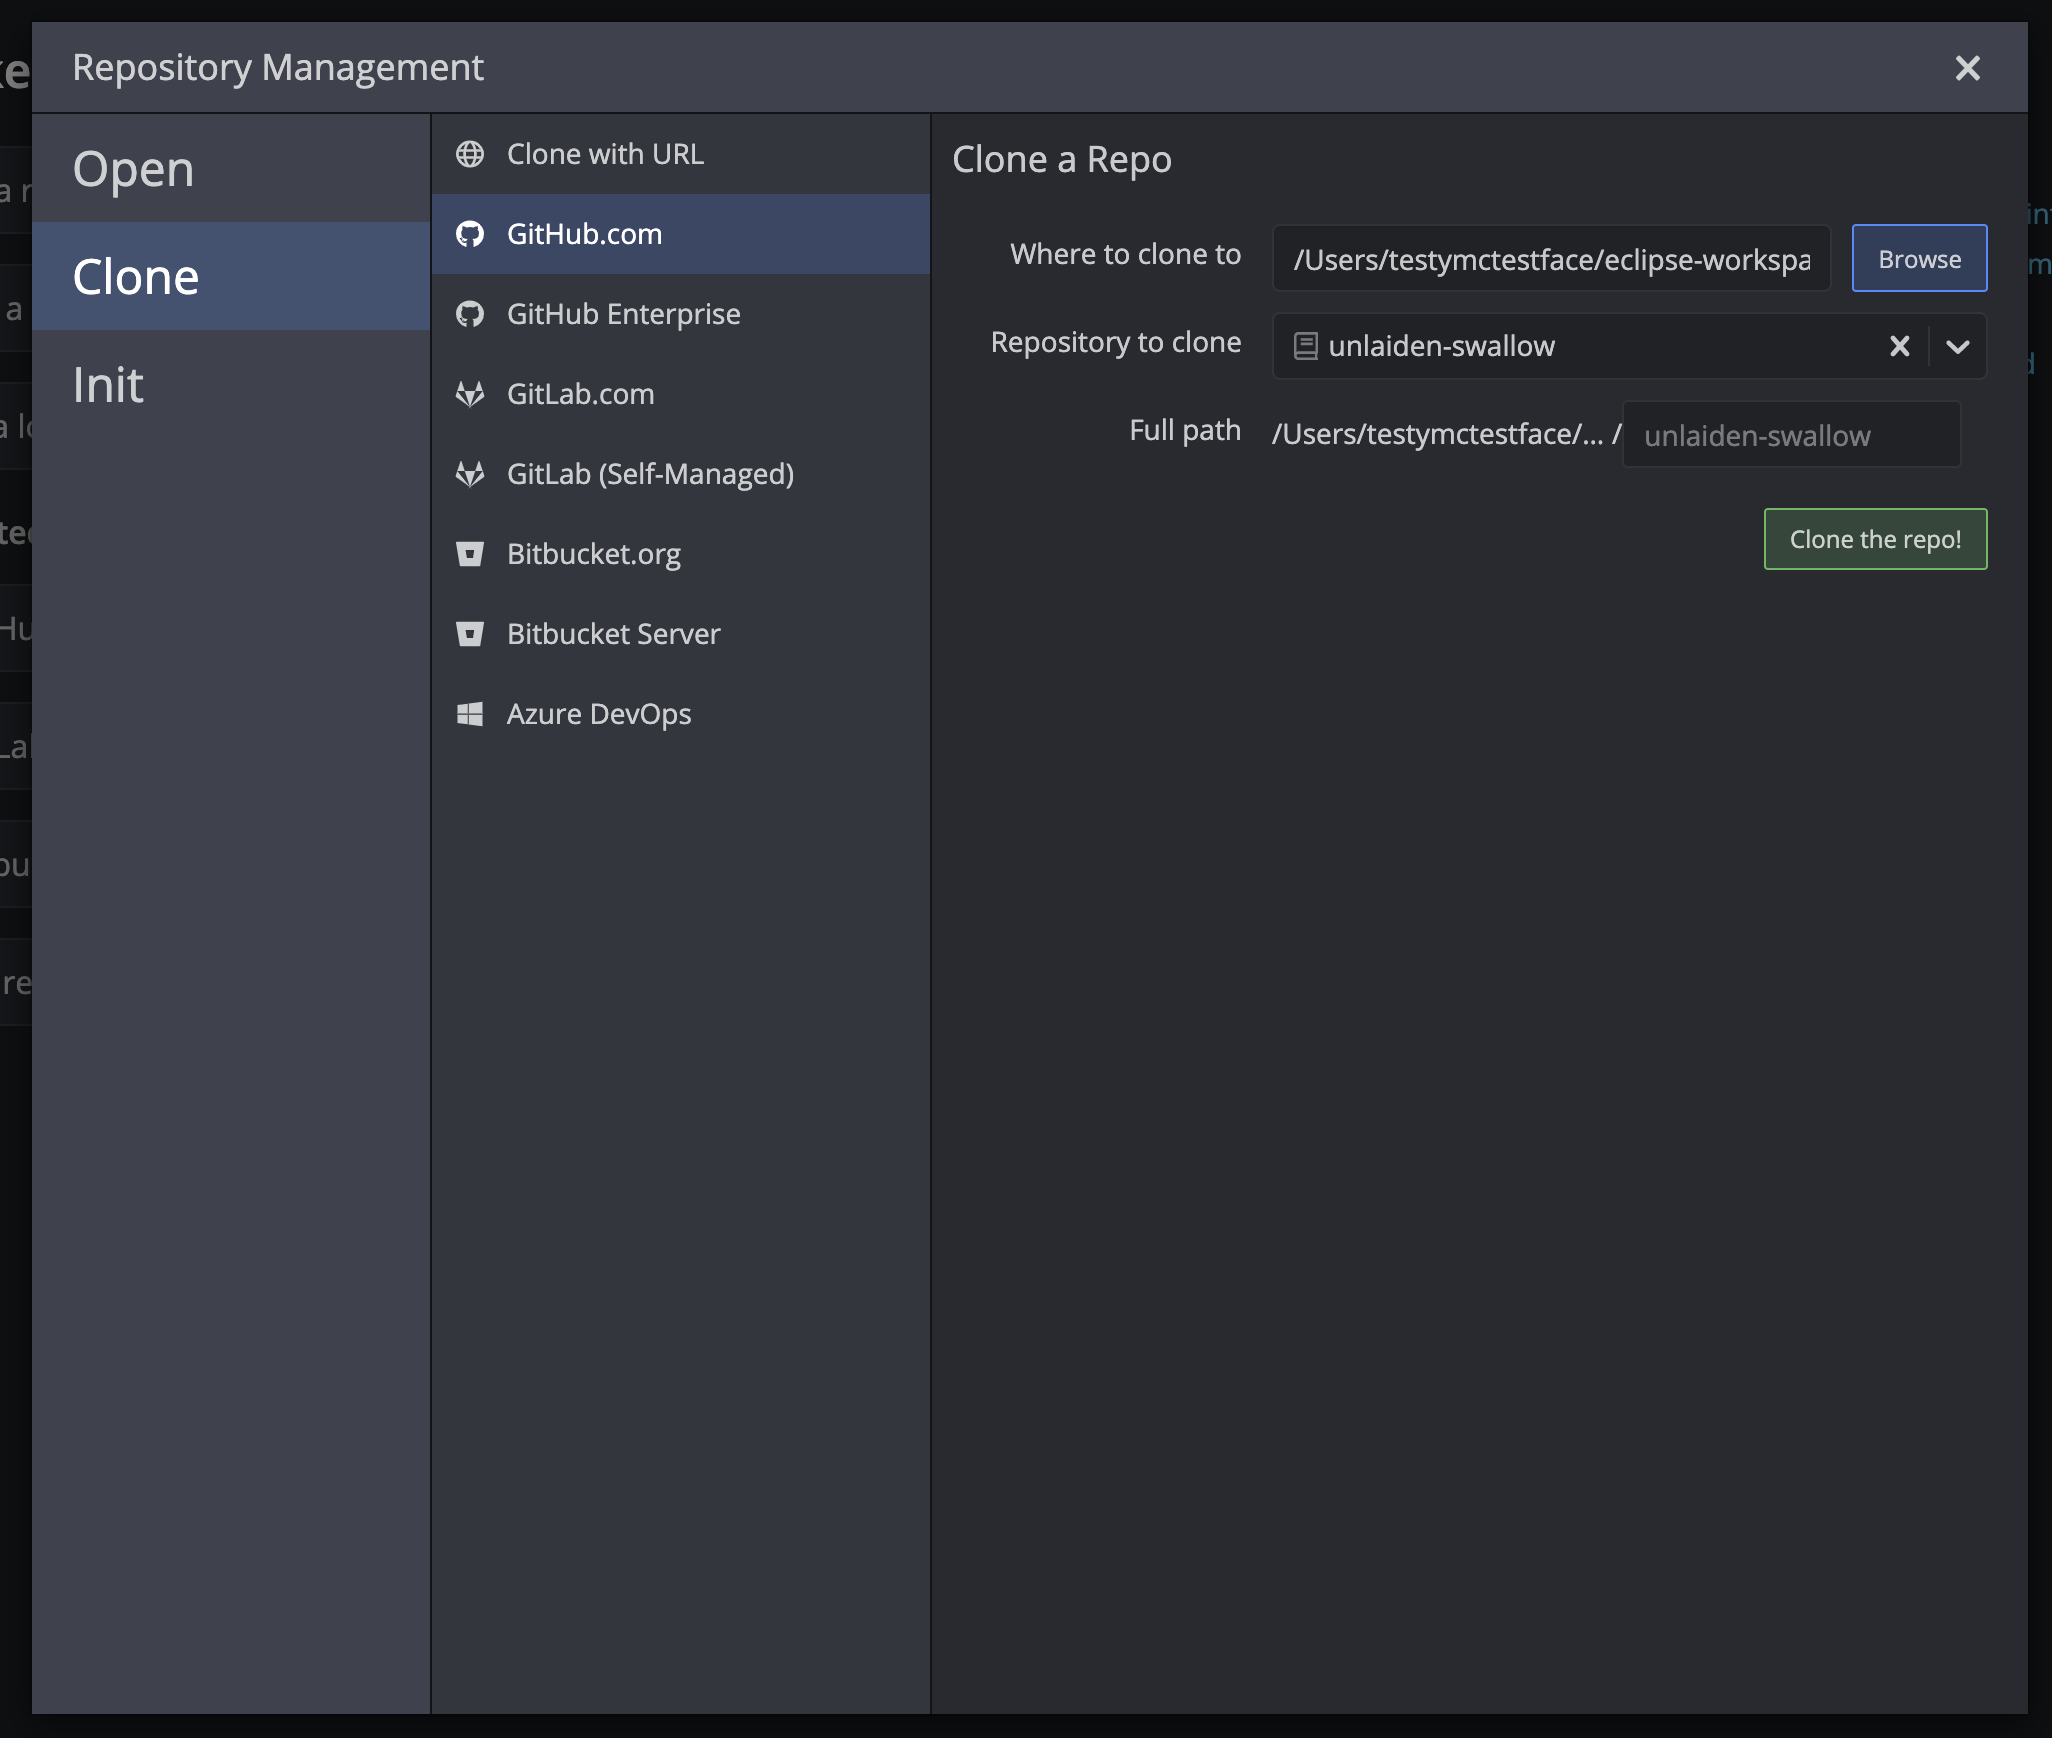 Repository Management
Open
Clone
Init
Clone with URL
GitHub.com
GitHub Enterprise
GitLab.com
GitLab (Self-Managed)
Bitbucket.org
Bitbucket Server
Azure DevOps
Clone a Repo
Where to clone to /Users/testymctestface/eclipse-workspa Browse
Repository to clone unlaiden-swallow
Full path /Users/testymctestface/... / unlaiden-swallow
Clone the repo!